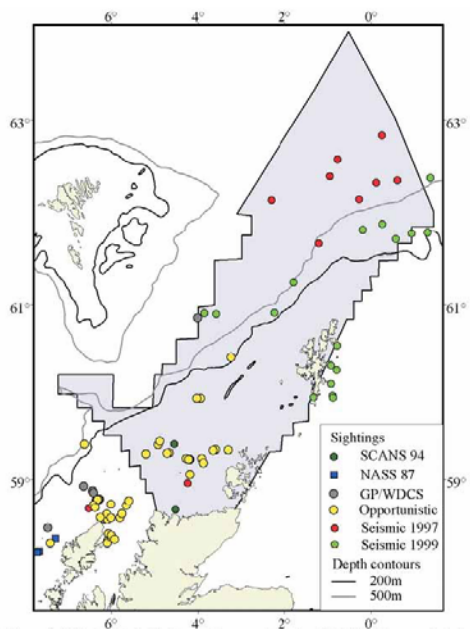 6° 4° 2° 0°
63° 63°
61° 61°
59° 59°
Sightings
SCANS 94
NASS 87
GP/WDCS
Opportunistic
Seismic 1997
Seismic 1999
Depth contours
200m
500m
6° 4° 2° 0°